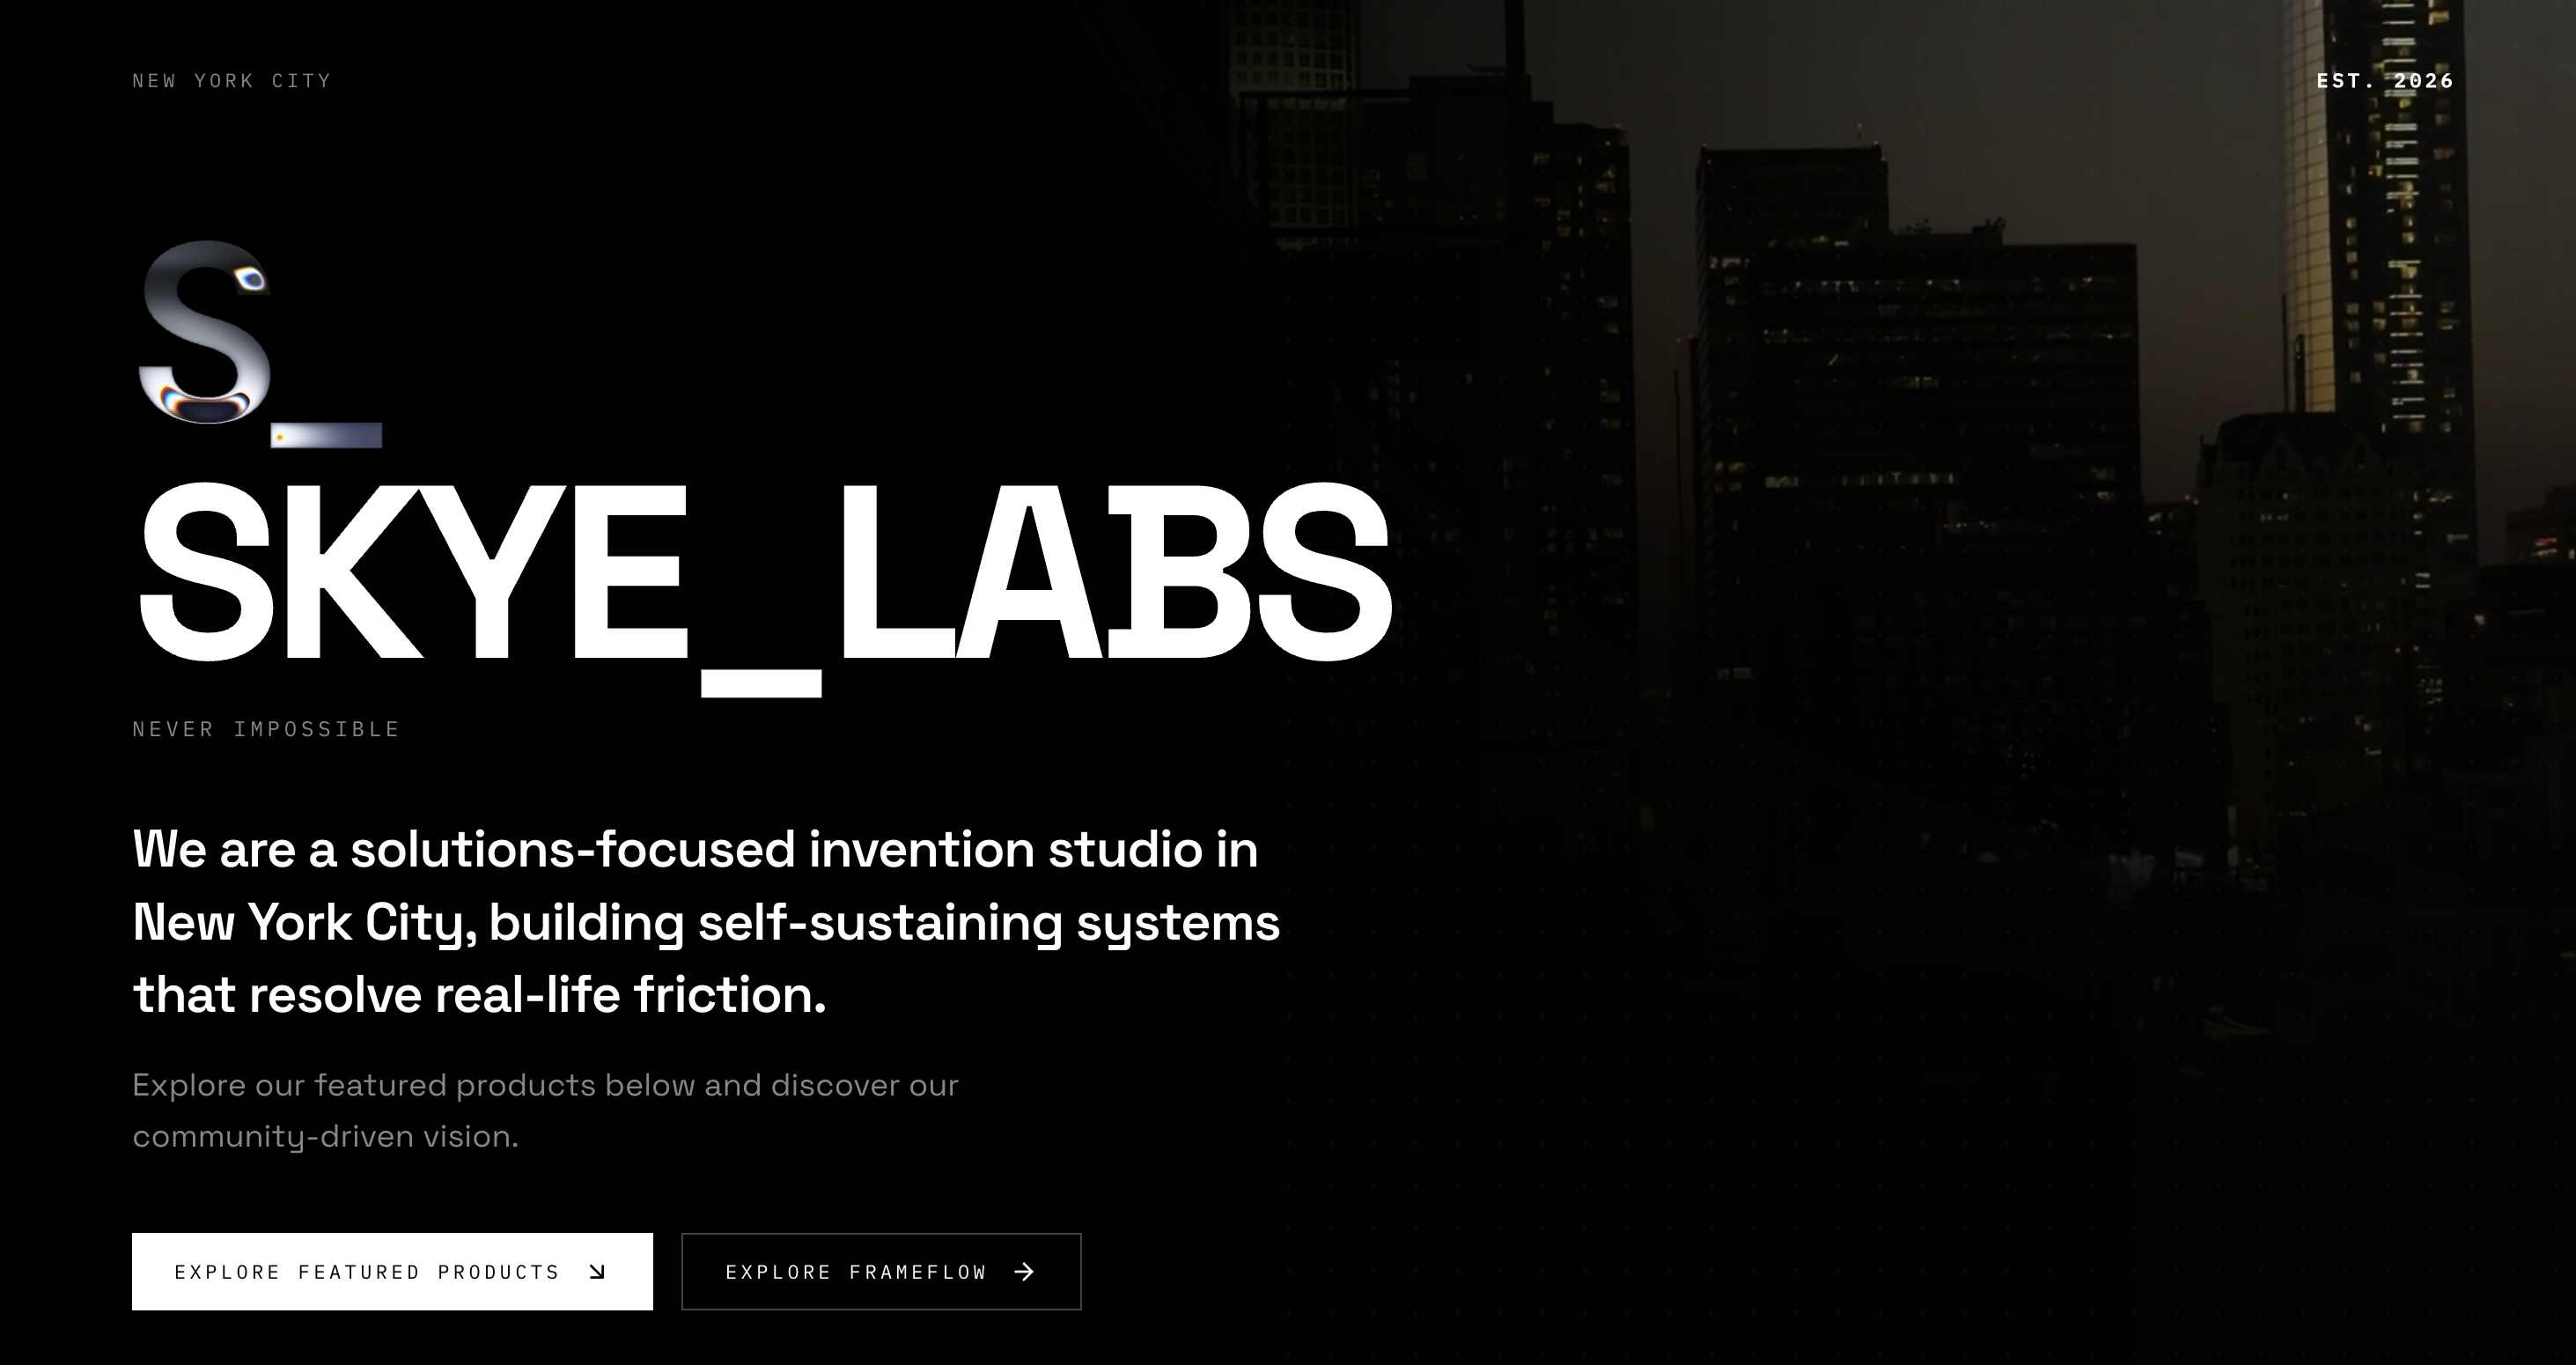 NEW YORK CITY
EST. 2026
S_
SKYE_LABS
NEVER IMPOSSIBLE
We are a solutions-focused invention studio in
New York City, building self-sustaining systems
that resolve real-life friction.
Explore our featured products below and discover our
community-driven vision.
EXPLORE FEATURED PRODUCTS ↘
EXPLORE FRAMEFLOW →